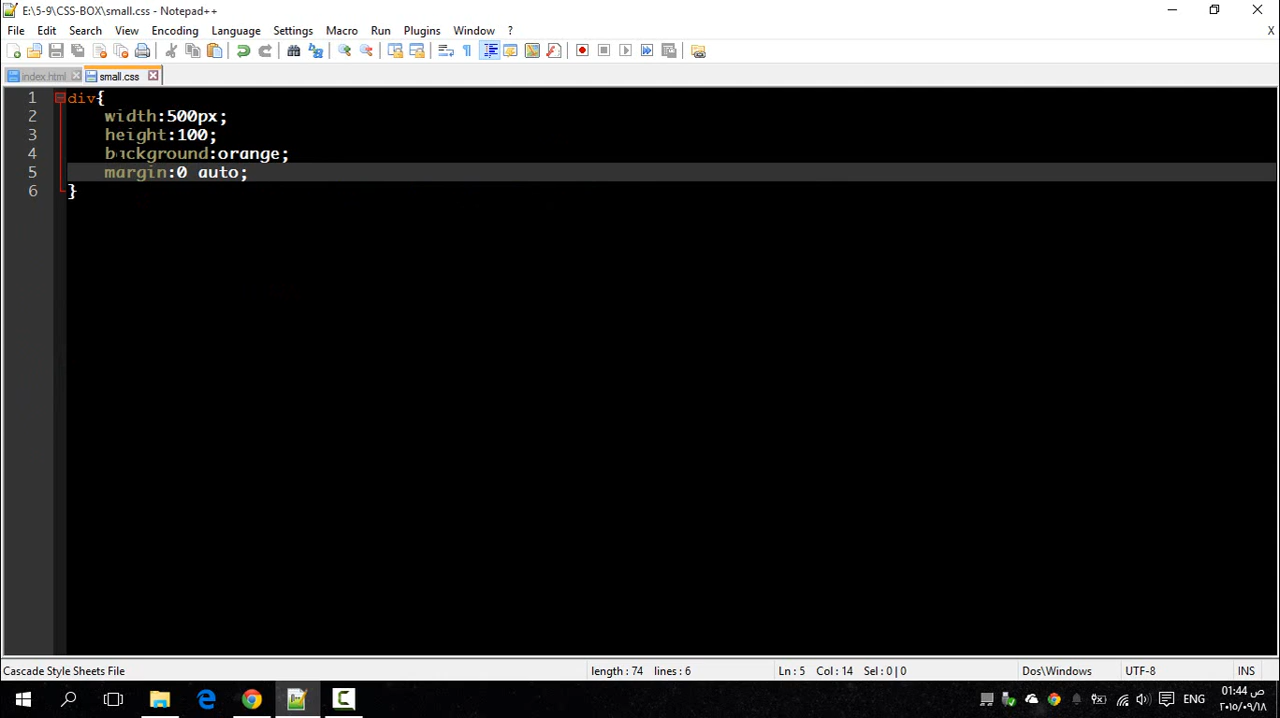 E:\5-9\CSS-BOX\small.css - Notepad++
File Edit Search View Encoding Language Settings Macro Run Plugins Window ?
X
index.html small.css
1 div{
2 width:500px;
3 height:100;
4 background:orange;
5 margin:0 auto;
6 }
Cascade Style Sheets File length : 74 lines : 6 Ln : 5 Col : 14 Sel : 0 | 0 Dos\Windows UTF-8 INS
ENG 01:44 ص
٢٠١٥/٠٩/١٨